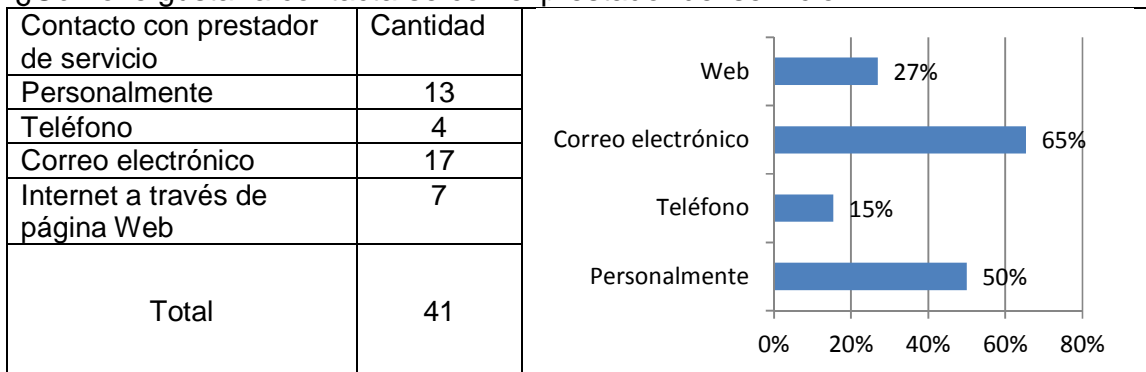 Contacto con prestador de servicio Cantidad
Personalmente 13
Teléfono 4
Correo electrónico 17
Internet a través de página Web 7
Total 41
Web 27%
Correo electrónico 65%
Teléfono 15%
Personalmente 50%
0% 20% 40% 60% 80%